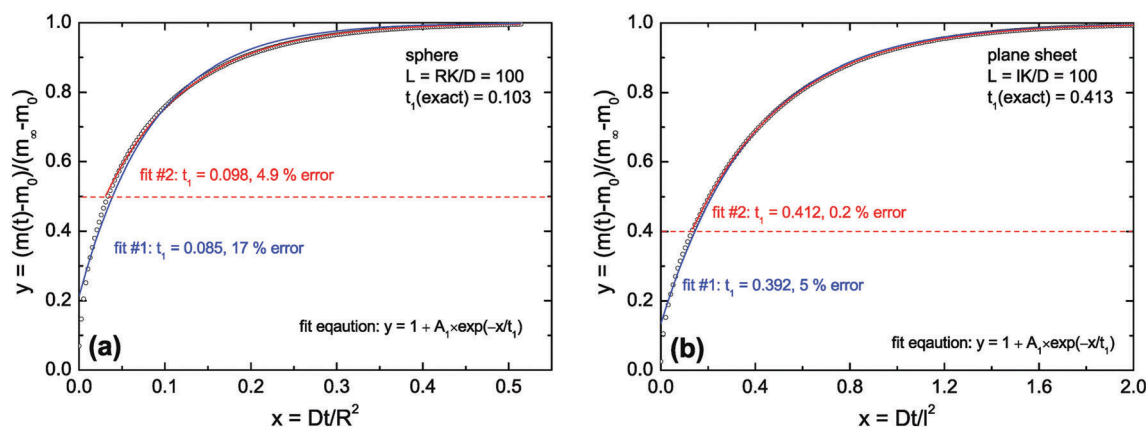 1.0
0.8
0.6
0.4
0.2
0.0
y = (m(t)-m₀)/(m∞-m₀)
sphere
L = RK/D = 100
t₁(exact) = 0.103
fit #2: t₁ = 0.098, 4.9 % error
fit #1: t₁ = 0.085, 17 % error
fit eqaution: y = 1 + A₁×exp(−x/t₁)
(a)
0.0 0.1 0.2 0.3 0.4 0.5
x = Dt/R²
1.0
0.8
0.6
0.4
0.2
0.0
y = (m(t)-m₀)/(m∞-m₀)
plane sheet
L = lK/D = 100
t₁(exact) = 0.413
fit #2: t₁ = 0.412, 0.2 % error
fit #1: t₁ = 0.392, 5 % error
fit eqaution: y = 1 + A₁×exp(−x/t₁)
(b)
0.0 0.4 0.8 1.2 1.6 2.0
x = Dt/l²